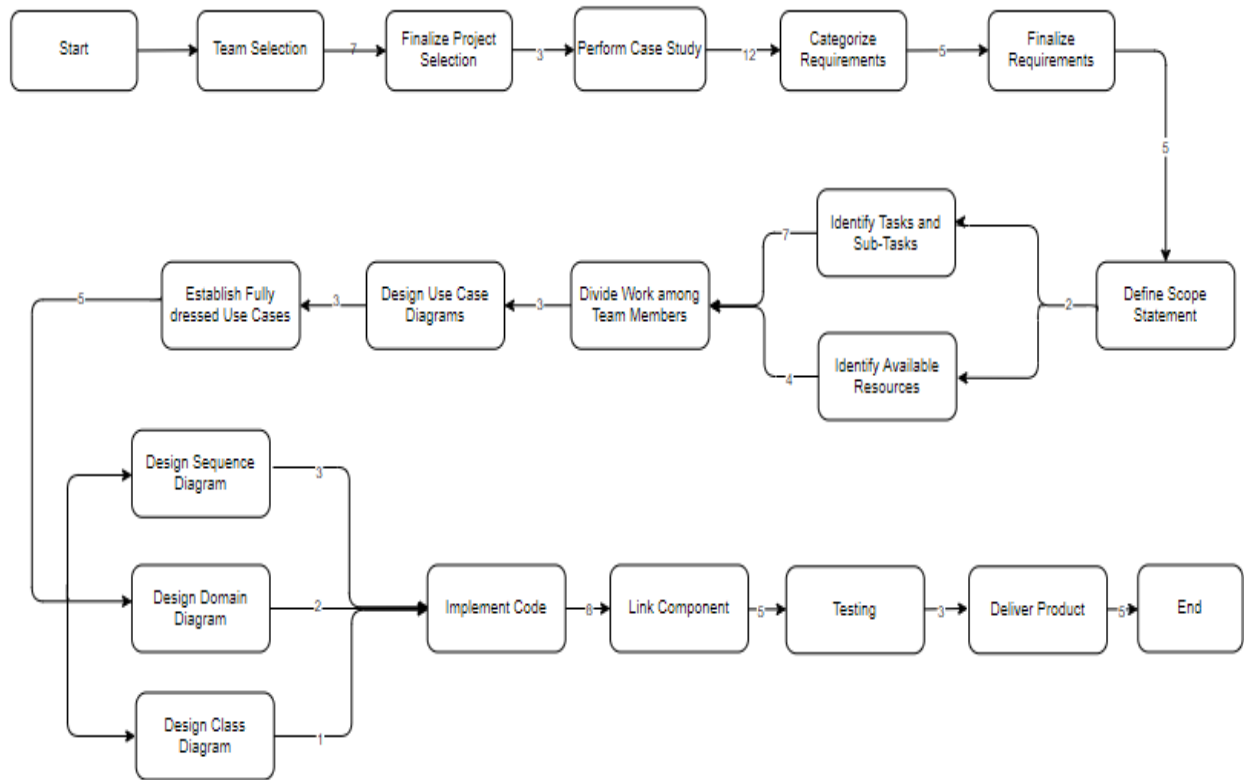 Start
Team Selection
7
Finalize Project
Selection
3
Perform Case Study
12
Categorize
Requirements
5
Finalize
Requirements
5
Define Scope
Statement
2
Identify Tasks and
Sub-Tasks
7
Identify Available
Resources
4
Divide Work among
Team Members
3
Design Use Case
Diagrams
3
Establish Fully
dressed Use Cases
5
Design Sequence
Diagram
3
Design Domain
Diagram
2
Design Class
Diagram
1
Implement Code
Link Component
5
Testing
3
Deliver Product
5
End